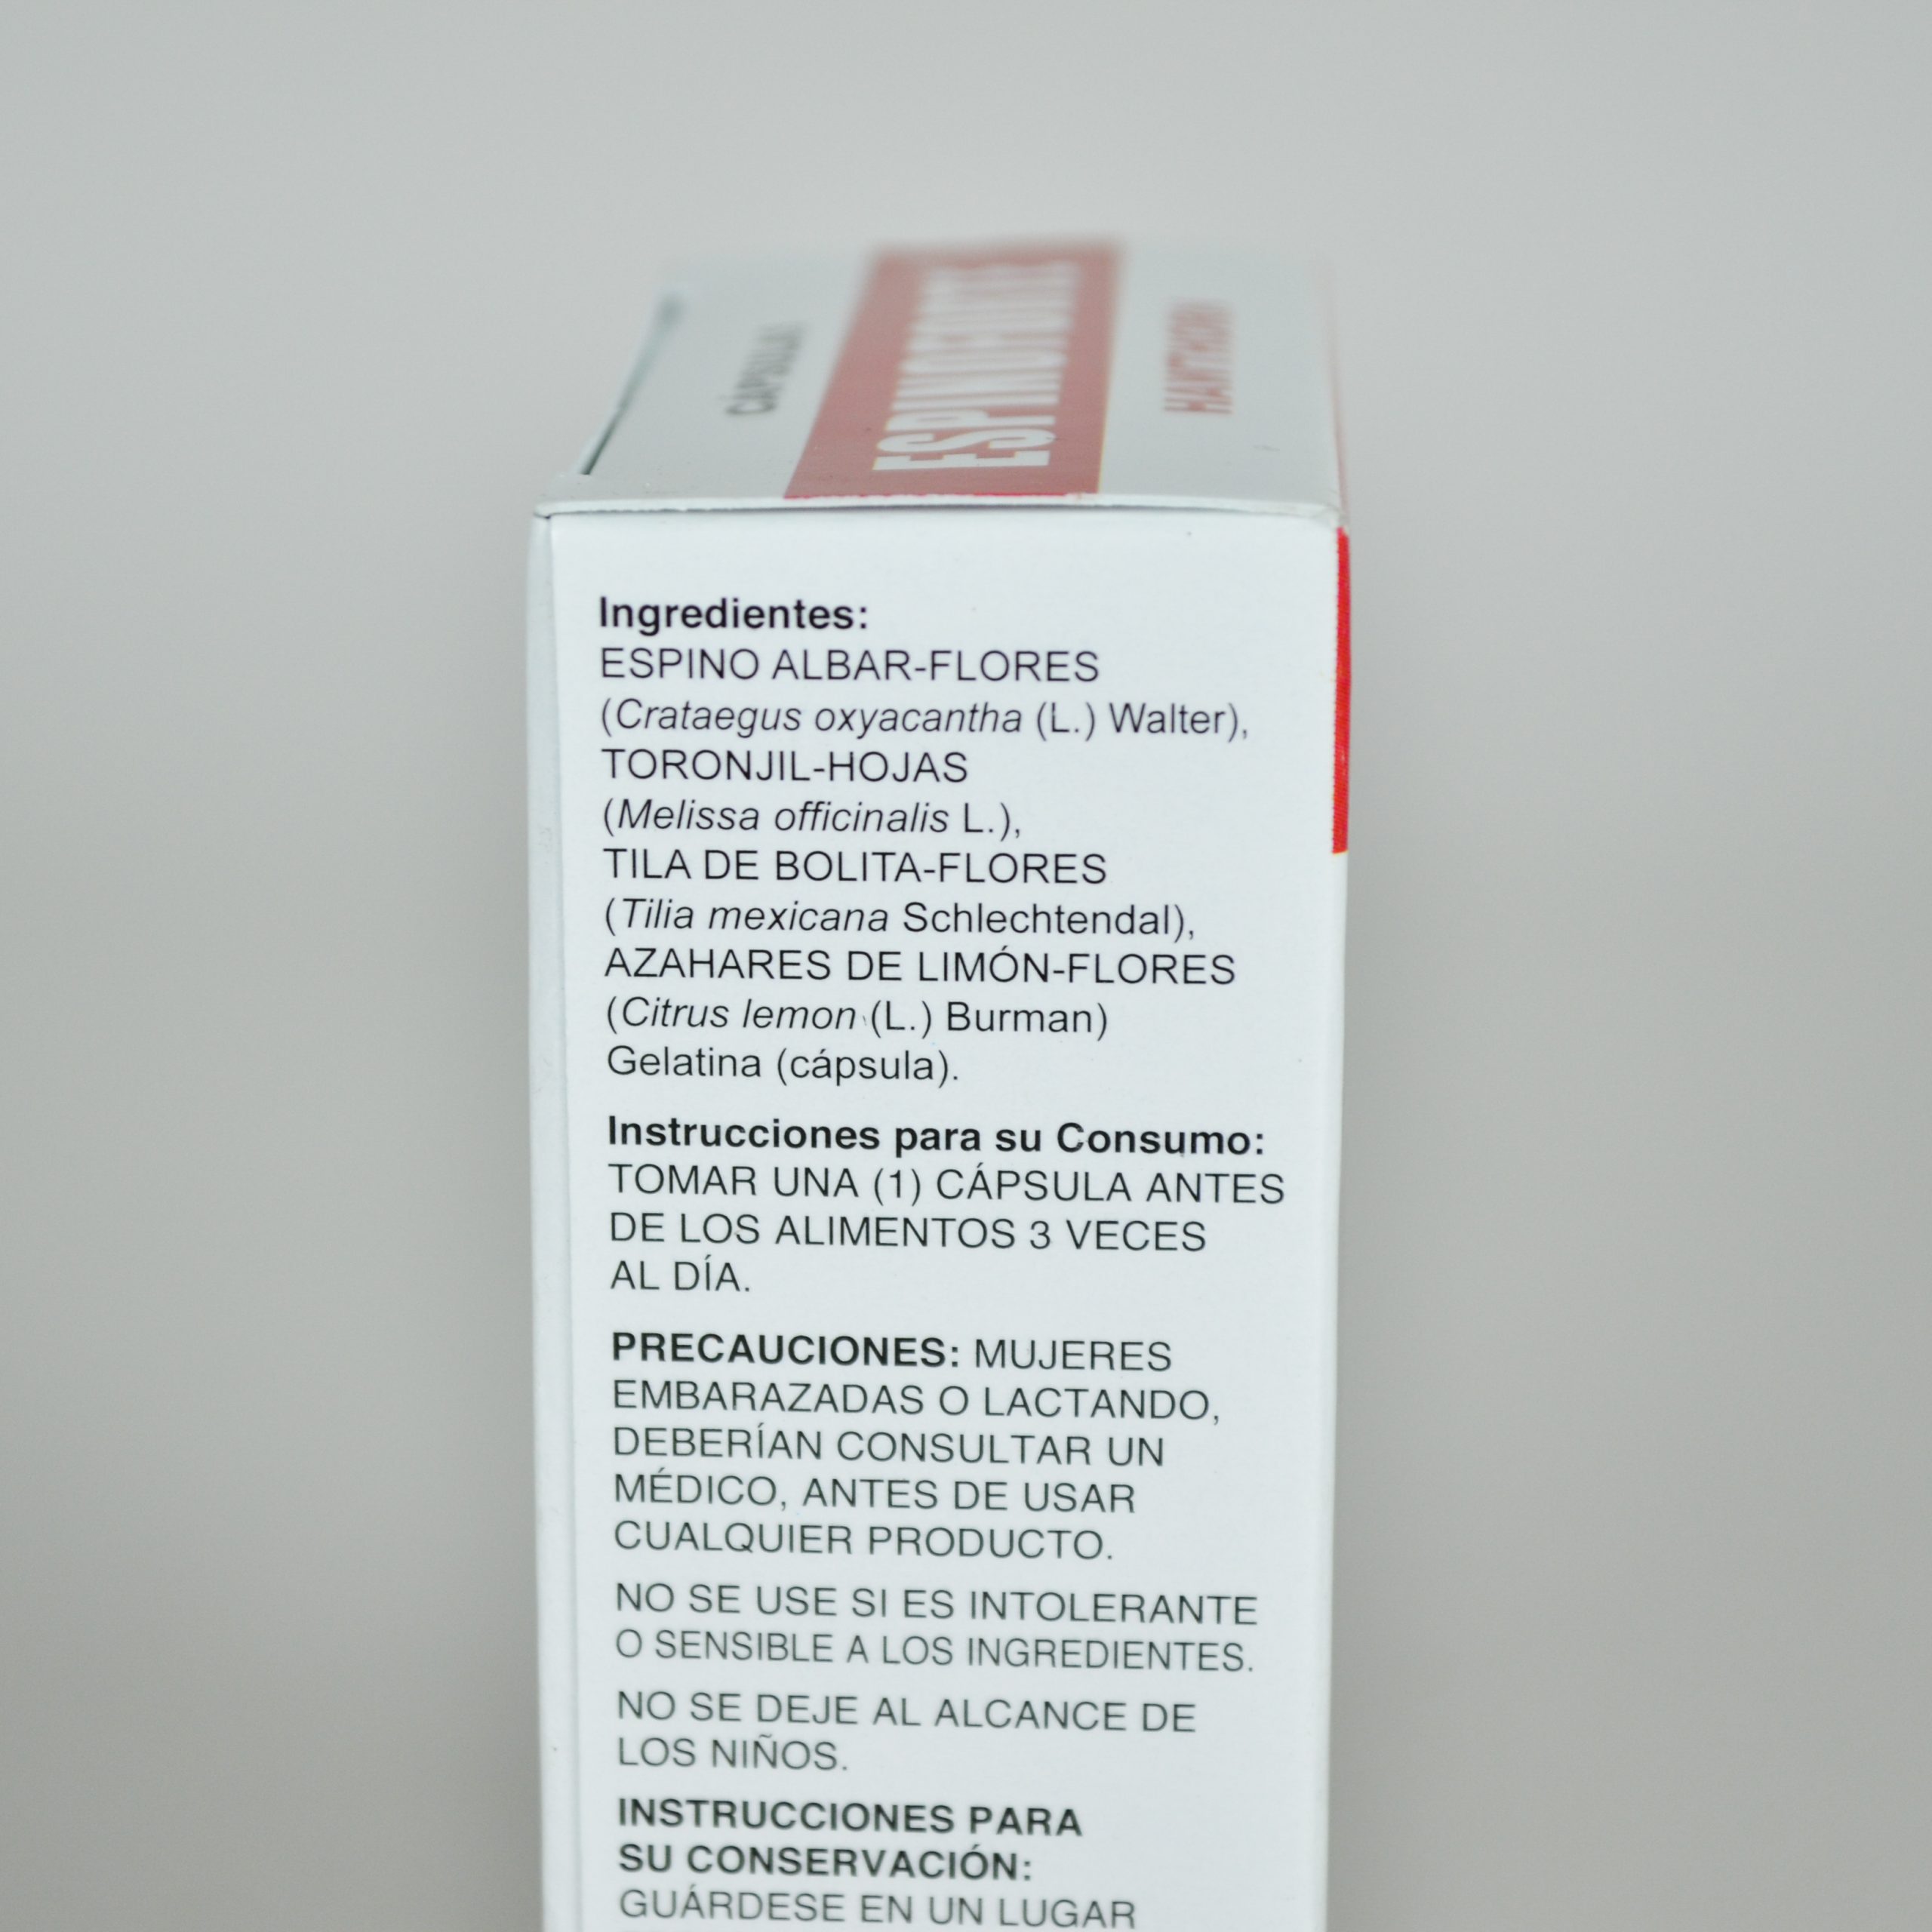 CÁPSULAS
HAWTHORN
Ingredientes:
ESPINO ALBAR-FLORES
(Crataegus oxyacantha (L.) Walter),
TORONJIL-HOJAS
(Melissa officinalis L.),
TILA DE BOLITA-FLORES
(Tilia mexicana Schlechtendal),
AZAHARES DE LIMÓN-FLORES
(Citrus lemon (L.) Burman)
Gelatina (cápsula).
Instrucciones para su Consumo:
TOMAR UNA (1) CÁPSULA ANTES
DE LOS ALIMENTOS 3 VECES
AL DÍA.
PRECAUCIONES: MUJERES
EMBARAZADAS O LACTANDO,
DEBERÍAN CONSULTAR UN
MÉDICO, ANTES DE USAR
CUALQUIER PRODUCTO.
NO SE USE SI ES INTOLERANTE
O SENSIBLE A LOS INGREDIENTES.
NO SE DEJE AL ALCANCE DE
LOS NIÑOS.
INSTRUCCIONES PARA
SU CONSERVACIÓN:
GUÁRDESE EN UN LUGAR